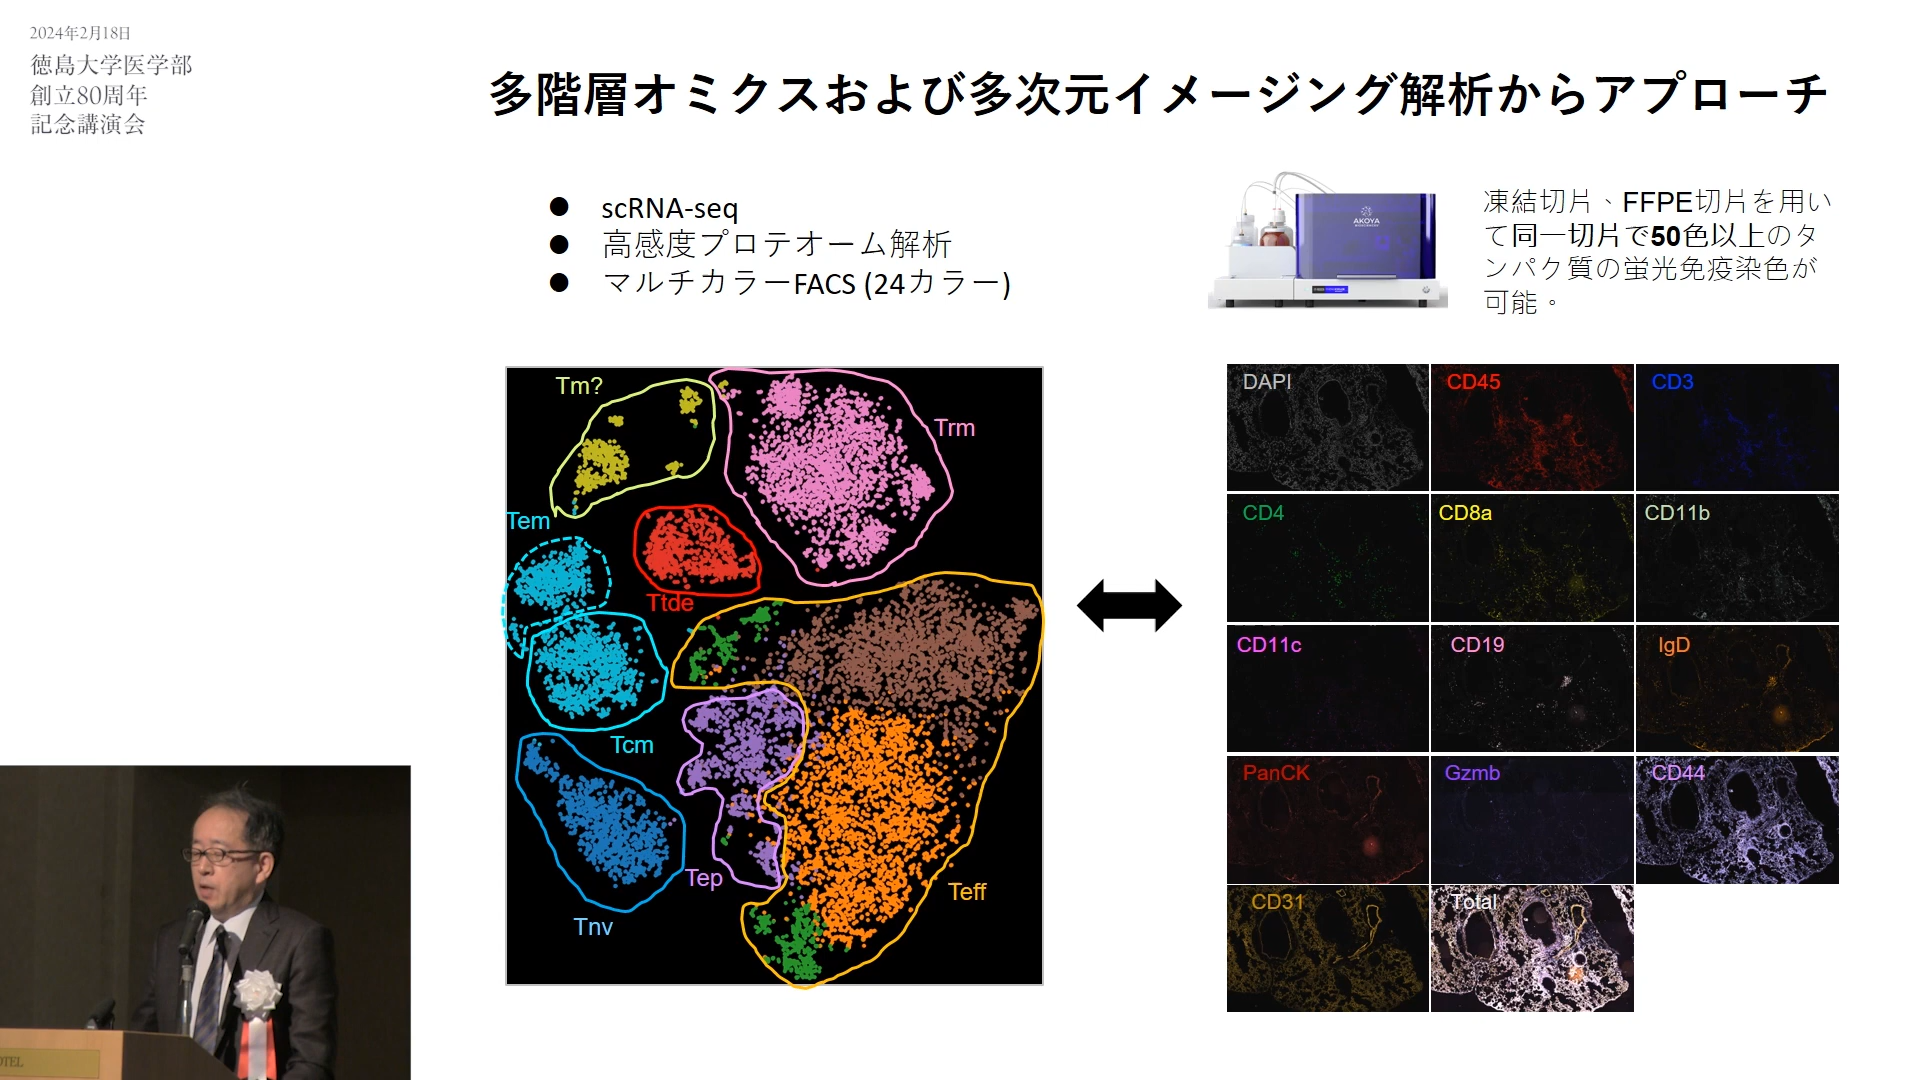 2024年2月18日
徳島大学医学部
創立80周年
記念講演会
多階層オミクスおよび多次元イメージング解析からアプローチ
● scRNA-seq
● 高感度プロテオーム解析
● マルチカラーFACS (24カラー)
AKOYA
凍結切片、FFPE切片を用い
て同一切片で50色以上のタ
ンパク質の蛍光免疫染色が
可能。
Tm?
Trm
Tem
Ttde
Tcm
Tep
Teff
Tnv
DAPI
CD45
CD3
CD4
CD8a
CD11b
CD11c
CD19
IgD
PanCK
Gzmb
CD44
CD31
Total